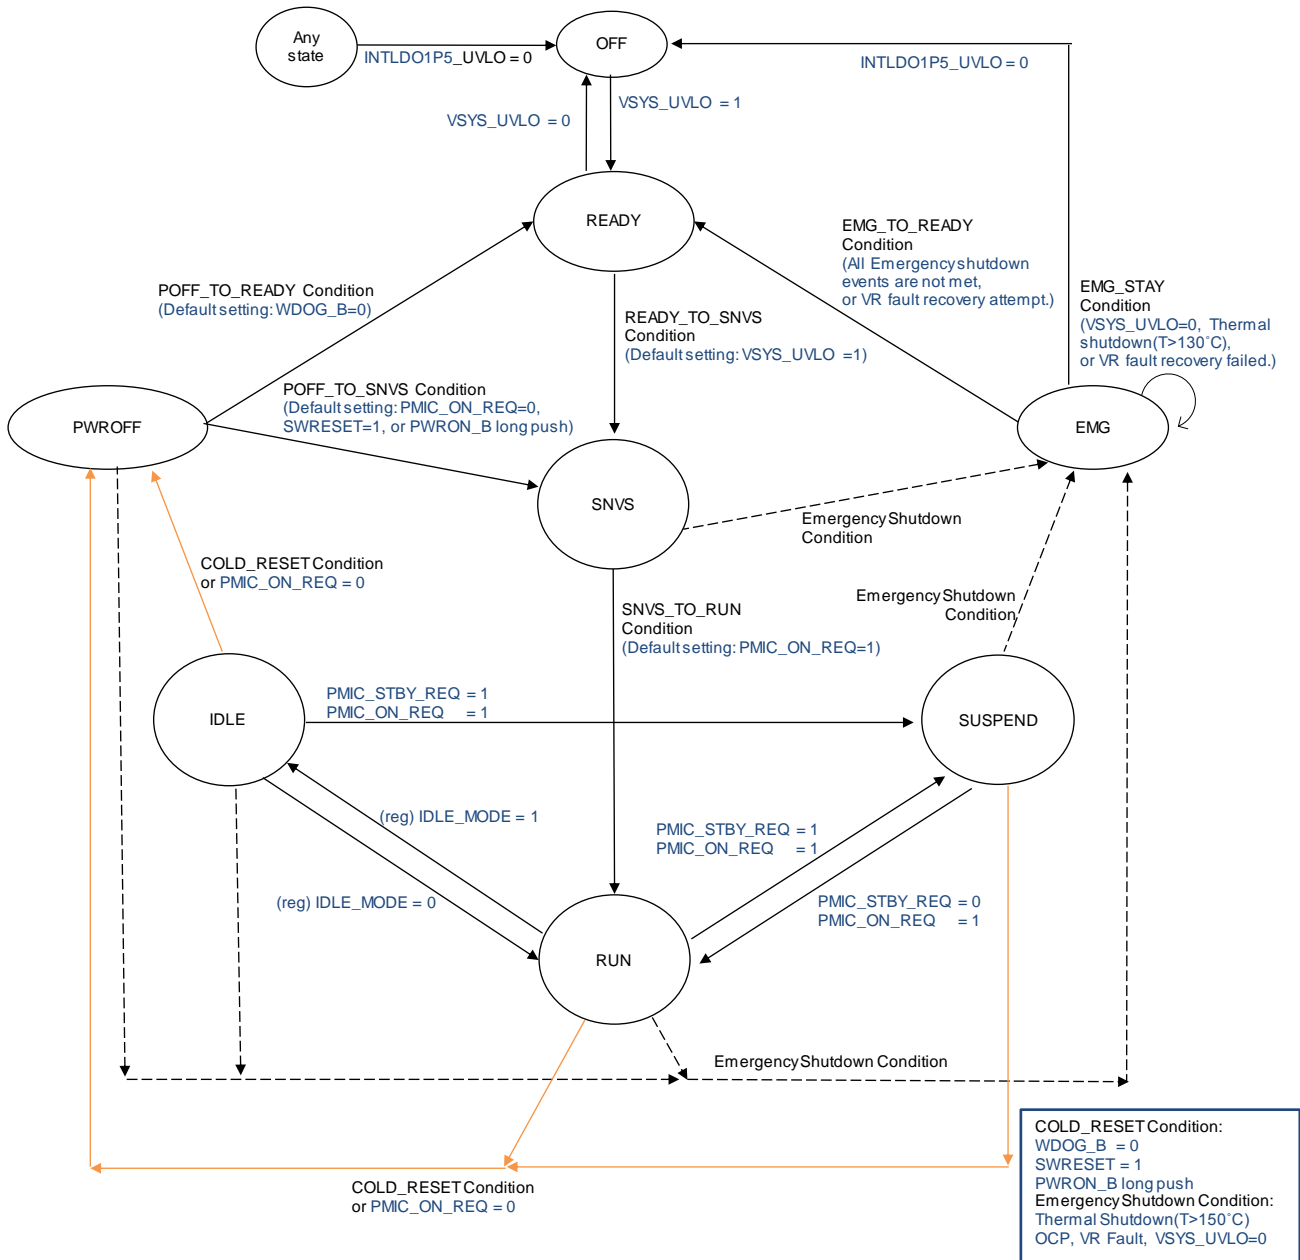 Any
state
OFF
INTLDO1P5_UVLO = 0
INTLDO1P5_UVLO = 0
VSYS_UVLO = 1
VSYS_UVLO = 0
READY
EMG_TO_READY
Condition
(All Emergency shutdown
events are not met,
or VR fault recovery attempt.)
EMG_STAY
Condition
(VSYS_UVLO=0, Thermal
shutdown(T>130°C),
or VR fault recovery failed.)
POFF_TO_READY Condition
(Default setting: WDOG_B=0)
READY_TO_SNVS
Condition
(Default setting: VSYS_UVLO =1)
POFF_TO_SNVS Condition
(Default setting: PMIC_ON_REQ=0,
SWRESET=1, or PWRON_B long push)
PWROFF
EMG
SNVS
Emergency Shutdown
Condition
COLD_RESET Condition
or PMIC_ON_REQ = 0
Emergency Shutdown
Condition
SNVS_TO_RUN
Condition
(Default setting: PMIC_ON_REQ=1)
PMIC_STBY_REQ = 1
PMIC_ON_REQ = 1
IDLE
SUSPEND
(reg) IDLE_MODE = 1
PMIC_STBY_REQ = 1
PMIC_ON_REQ = 1
(reg) IDLE_MODE = 0
PMIC_STBY_REQ = 0
PMIC_ON_REQ = 1
RUN
Emergency Shutdown Condition
COLD_RESET Condition
or PMIC_ON_REQ = 0
COLD_RESET Condition:
WDOG_B = 0
SWRESET = 1
PWRON_B long push
Emergency Shutdown Condition:
Thermal Shutdown(T>150°C)
OCP, VR Fault, VSYS_UVLO=0